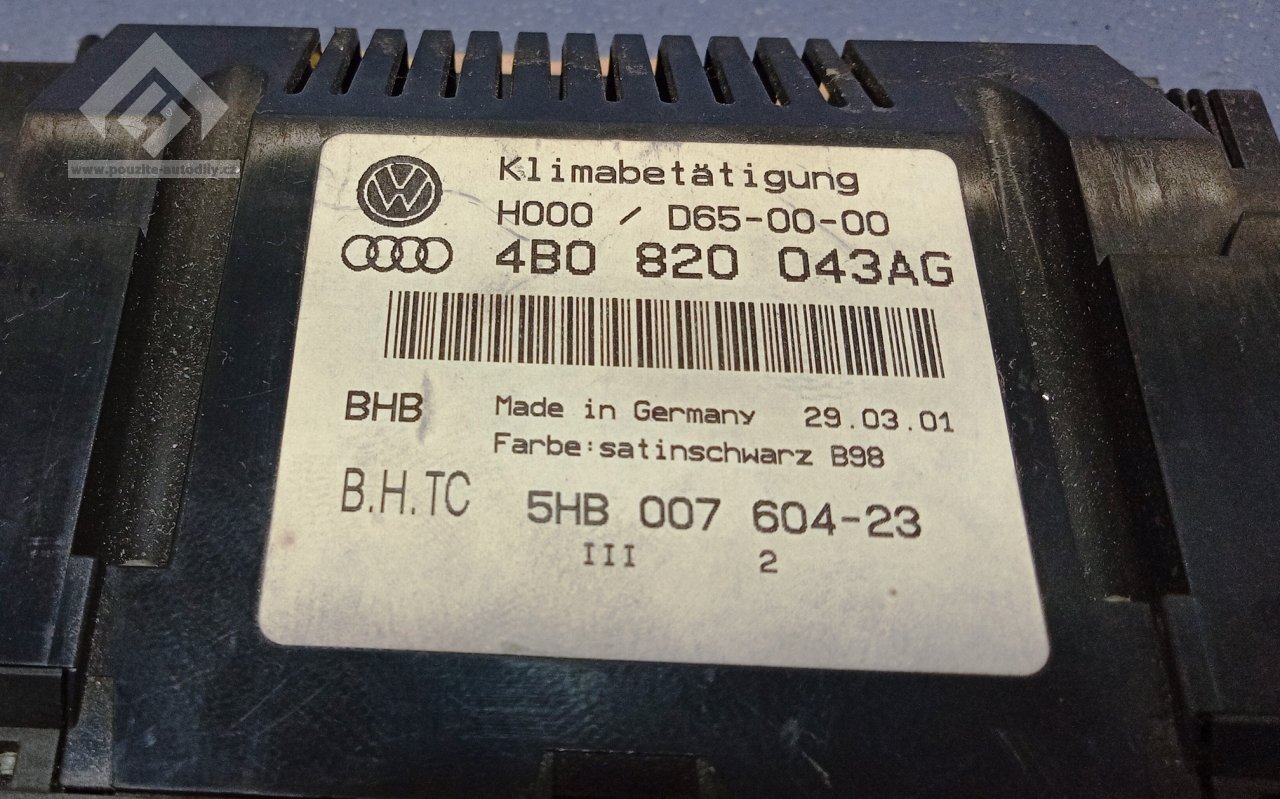 www.pouzite-autodily.cz
Klimabetätigung
H000 / D65-00-00
4B0 820 043AG
BHB Made in Germany 29.03.01
Farbe:satinschwarz B98
B.H.TC 5HB 007 604-23
III 2